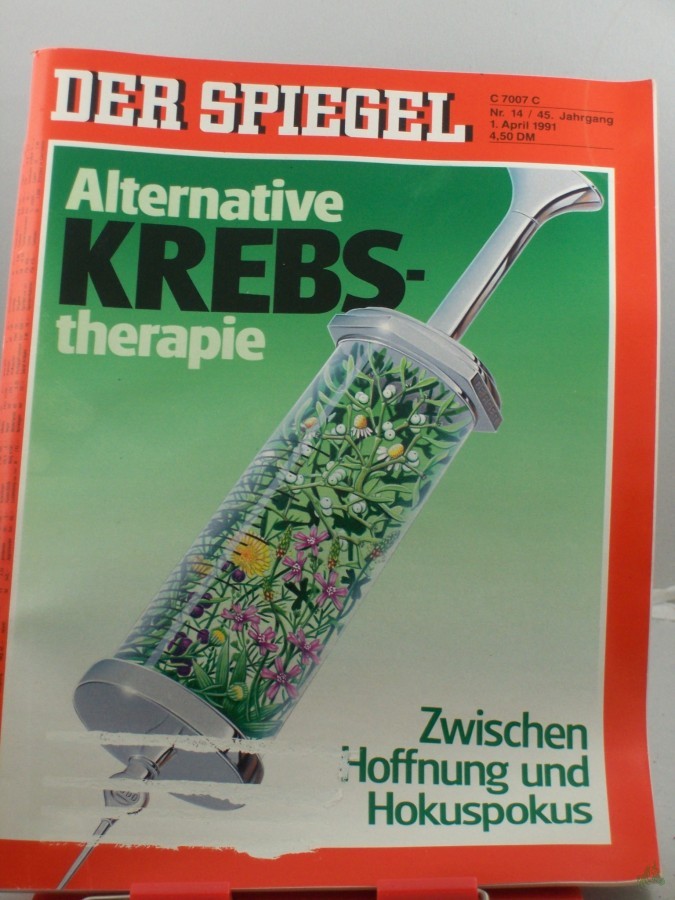 DER SPIEGEL
C 7007 C
Nr. 14 / 45. Jahrgang
1. April 1991
4,50 DM
Alternative
KREBS-
therapie
Zwischen
Hoffnung und
Hokuspokus